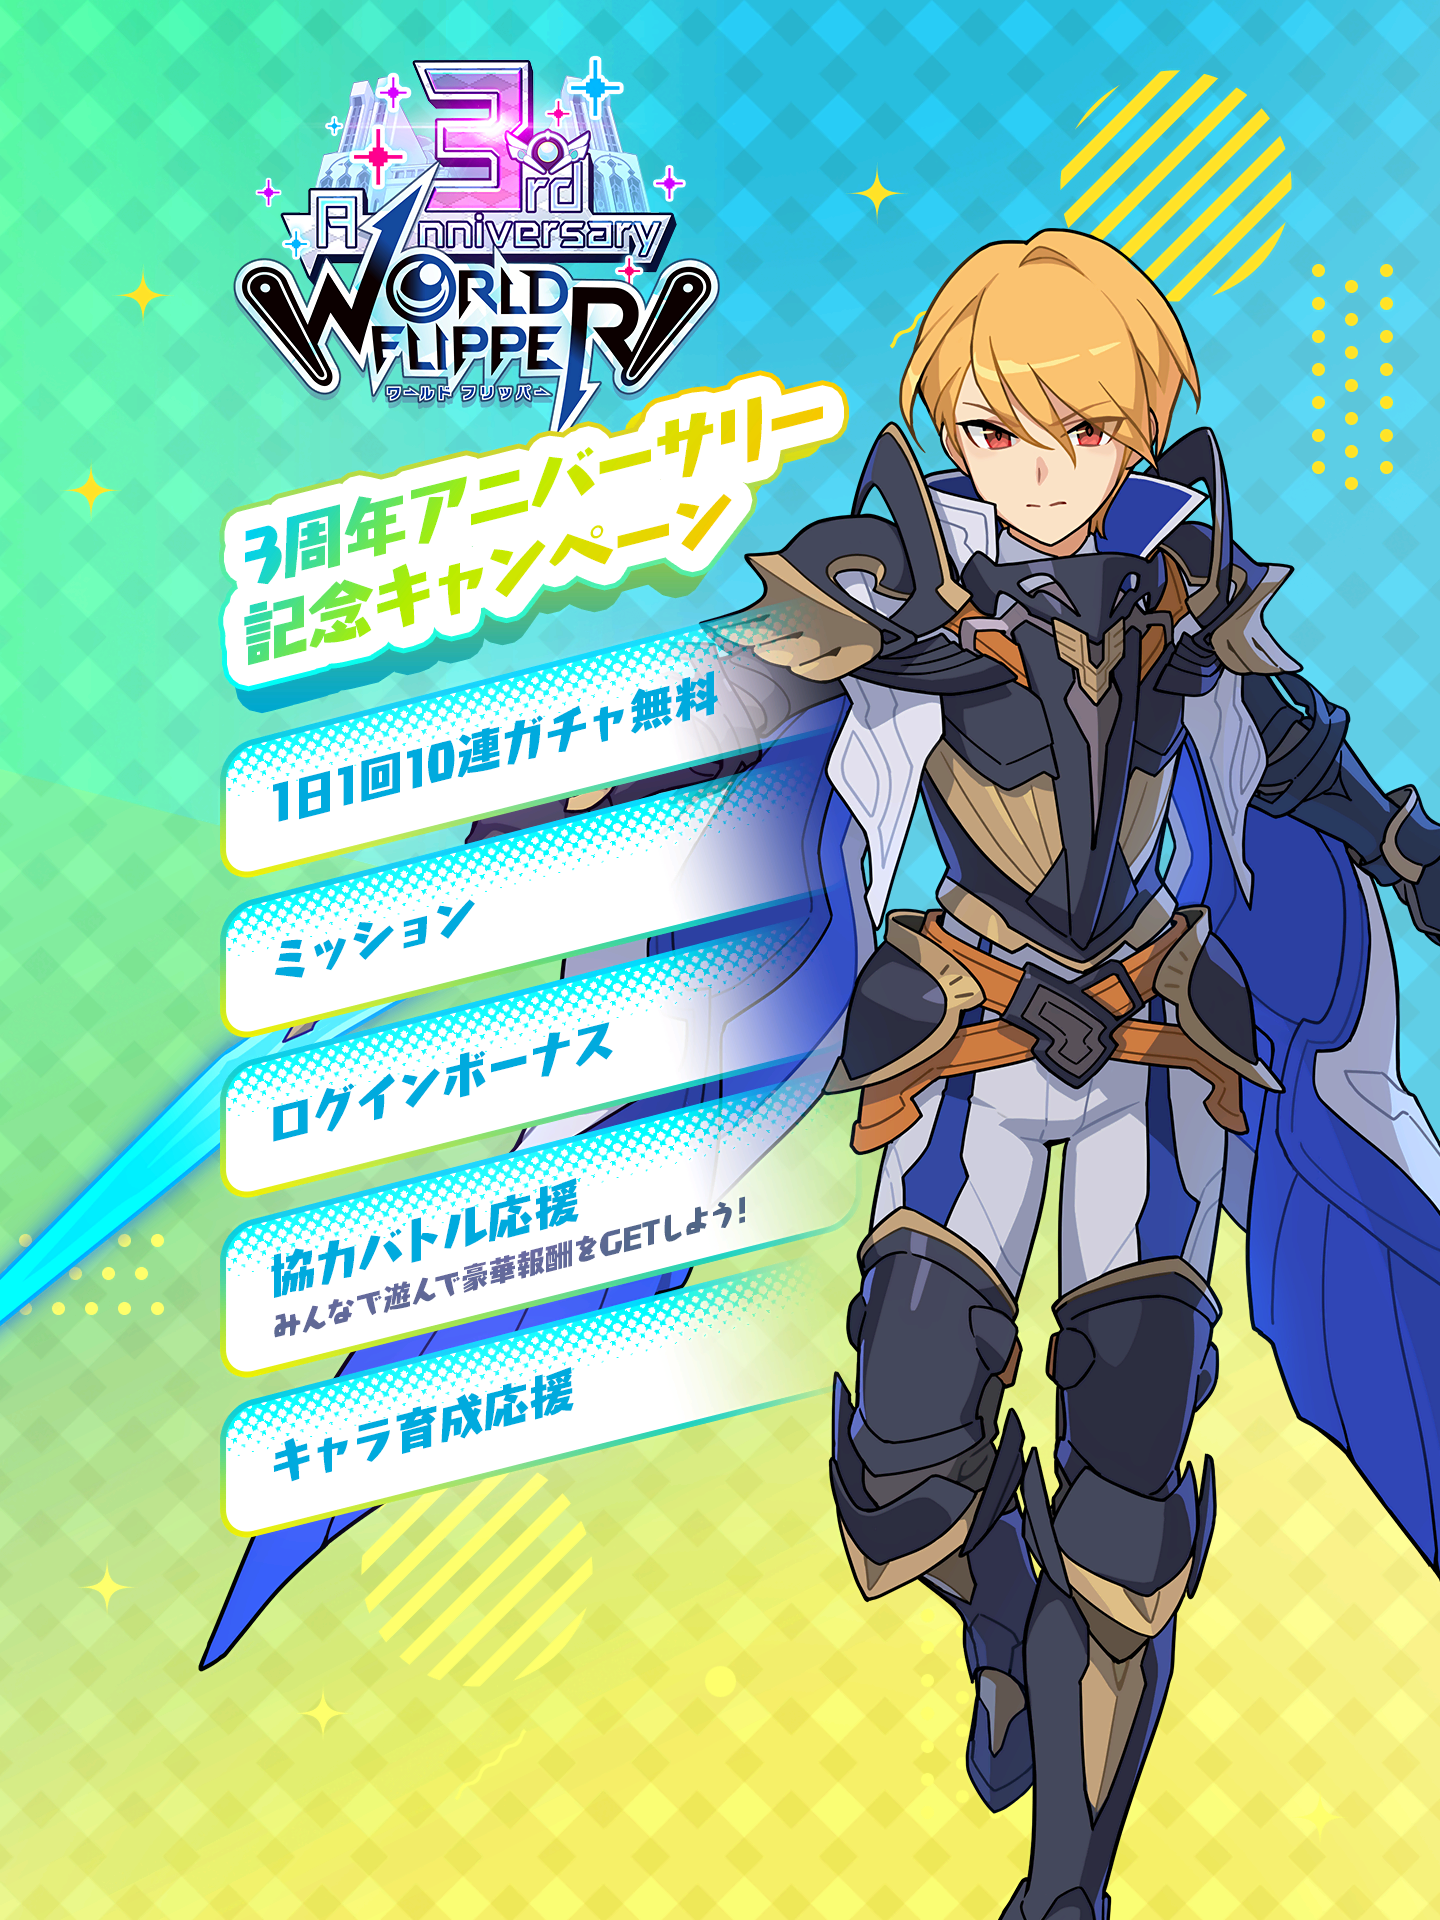 3rd
Anniversary
WORLD
FLIPPER
ワールド フリッパー
3周年アニバーサリー
記念キャンペーン
1日1回10連ガチャ無料
ミッション
ログインボーナス
協力バトル応援
みんなで遊んで豪華報酬をGETしよう!
キャラ育成応援